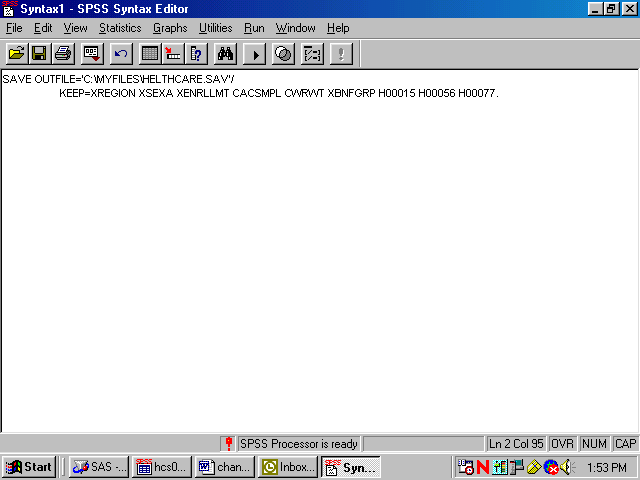 Syntax1 - SPSS Syntax Editor
File Edit View Statistics Graphs Utilities Run Window Help
SAVE OUTFILE='C:\MYFILES\HELTHCARE.SAV'/
KEEP=XREGION XSEXA XENRLLMT CACSMPL CWRWT XBNFGRP H00015 H00056 H00077.
SPSS Processor is ready
Ln 2 Col 95 OVR NUM CAP
Start SAS -... hcs0... chan... Inbox... Syn... 1:53 PM